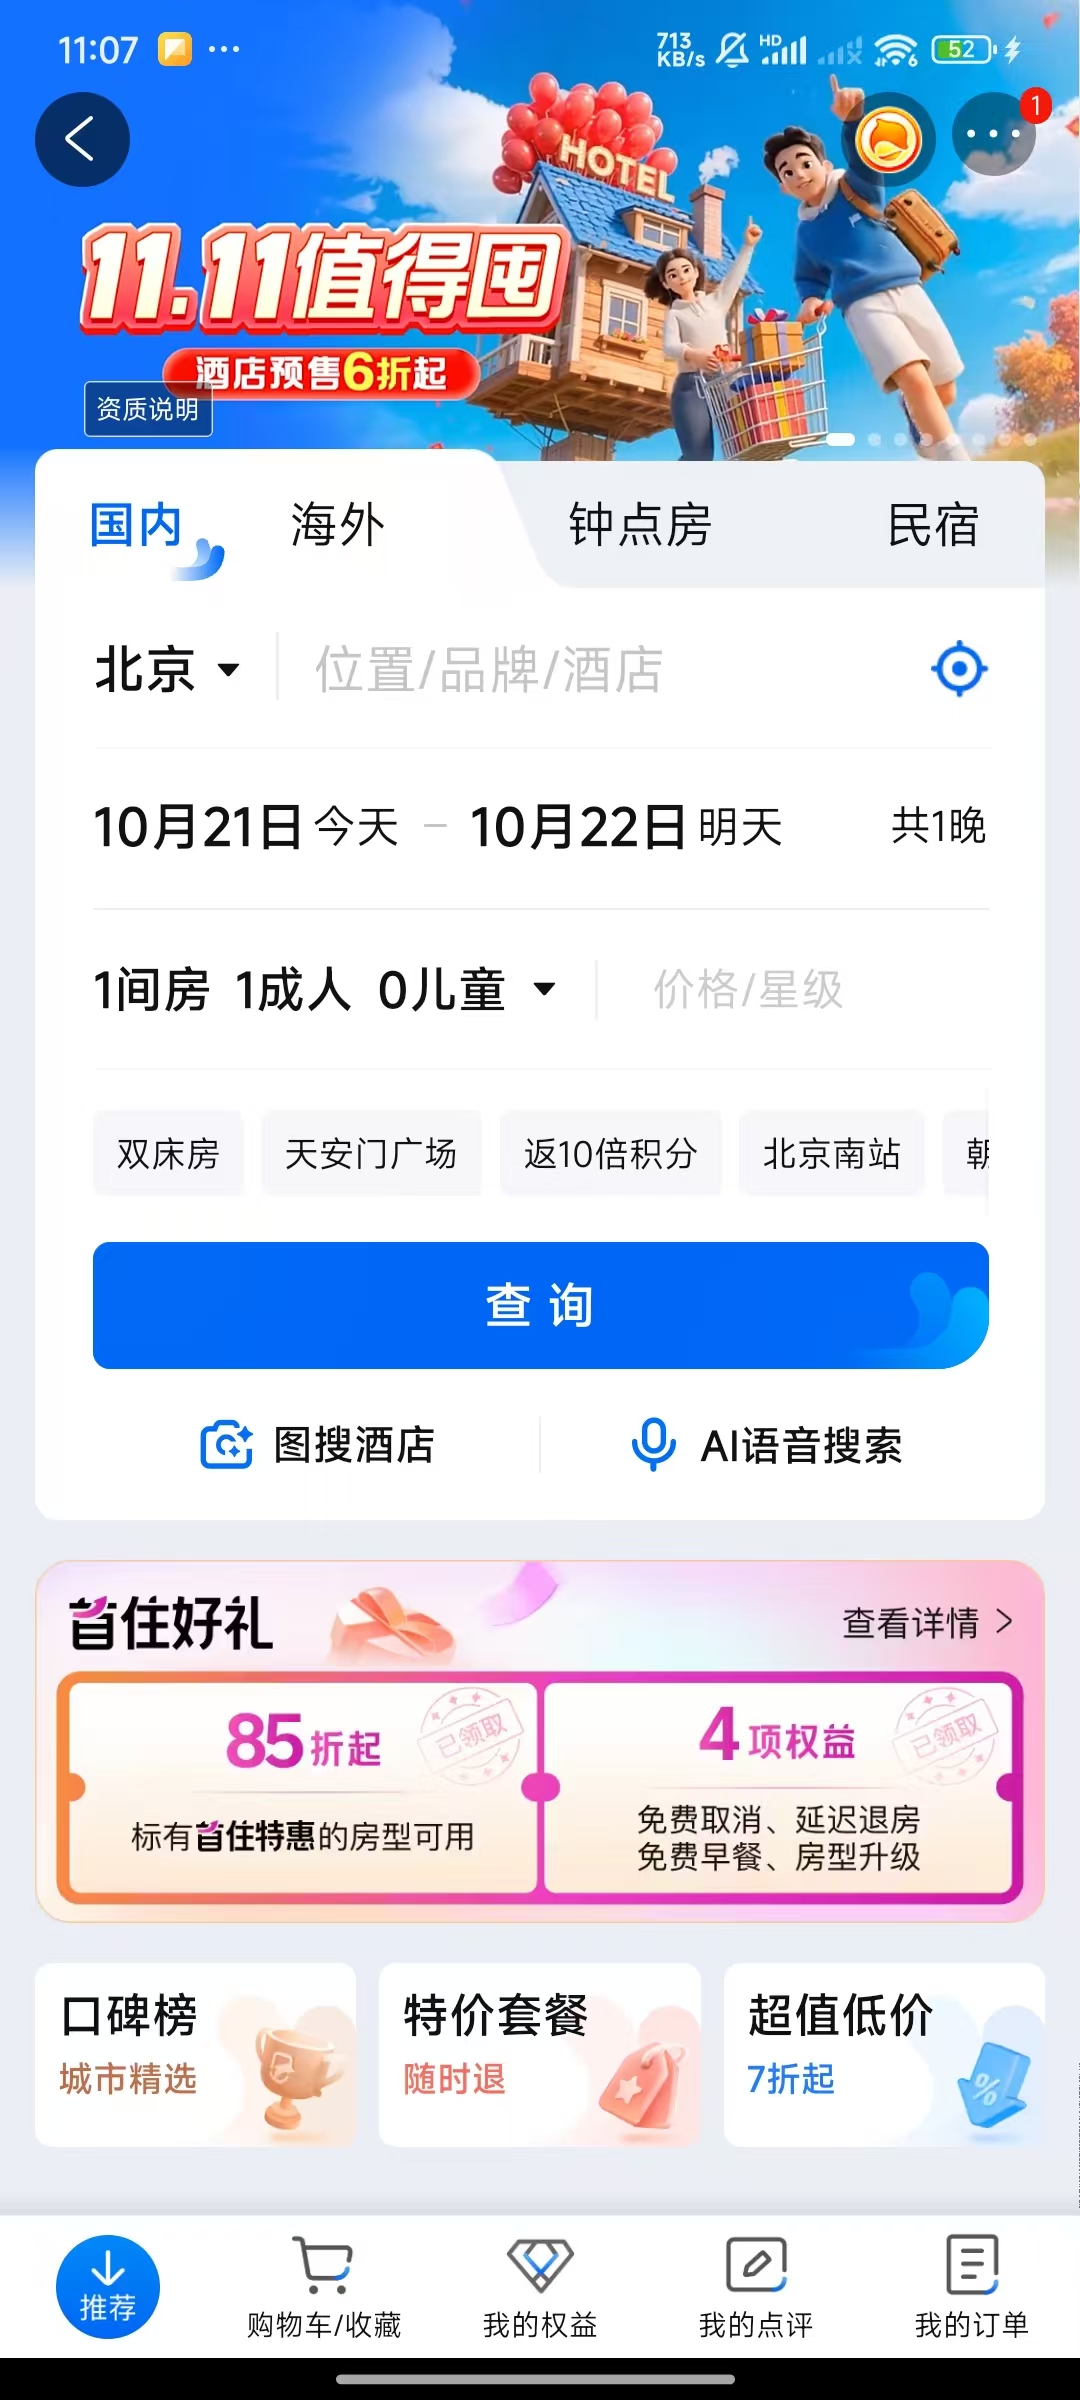 11:07
713 KB/s
HD
6
52
1
HOTEL
11.11值得囤
酒店预售6折起
资质说明
国内 海外 钟点房 民宿
北京 位置/品牌/酒店
10月21日 今天 – 10月22日 明天 共1晚
1间房 1成人 0儿童 价格/星级
双床房 天安门广场 返10倍积分 北京南站
查询
图搜酒店 AI语音搜索
首住好礼 查看详情
85折起 已领取
标有首住特惠的房型可用
4项权益 已领取
免费取消、延迟退房
免费早餐、房型升级
口碑榜
城市精选
特价套餐
随时退
超值低价
7折起
%
推荐 购物车/收藏 我的权益 我的点评 我的订单